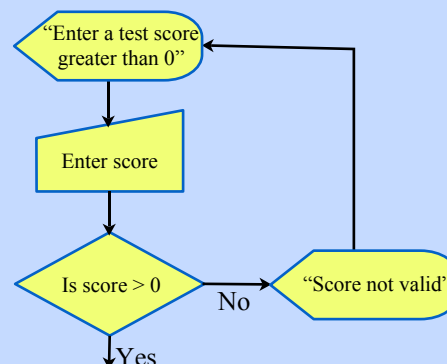 “Enter a test score
greater than 0”
Enter score
Is score > 0
No
“Score not valid”
Yes